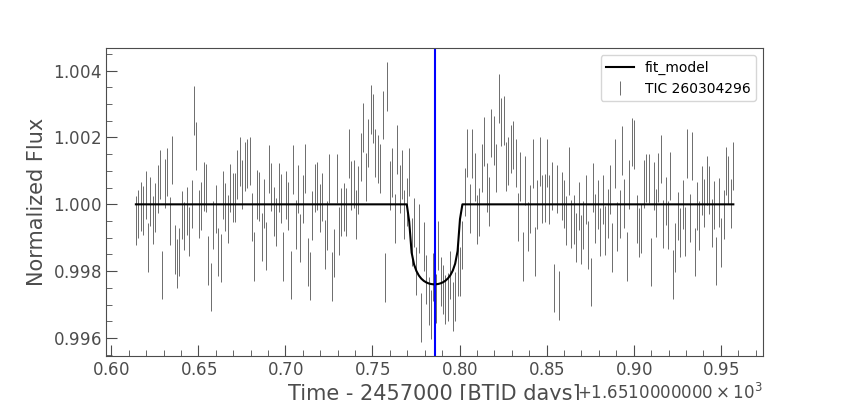 1.004
1.002
1.000
0.998
0.996
Normalized Flux
fit_model
TIC 260304296
0.60 0.65 0.70 0.75 0.80 0.85 0.90 0.95
Time - 2457000 [BTJD days]
+1.6510000000 × 10³